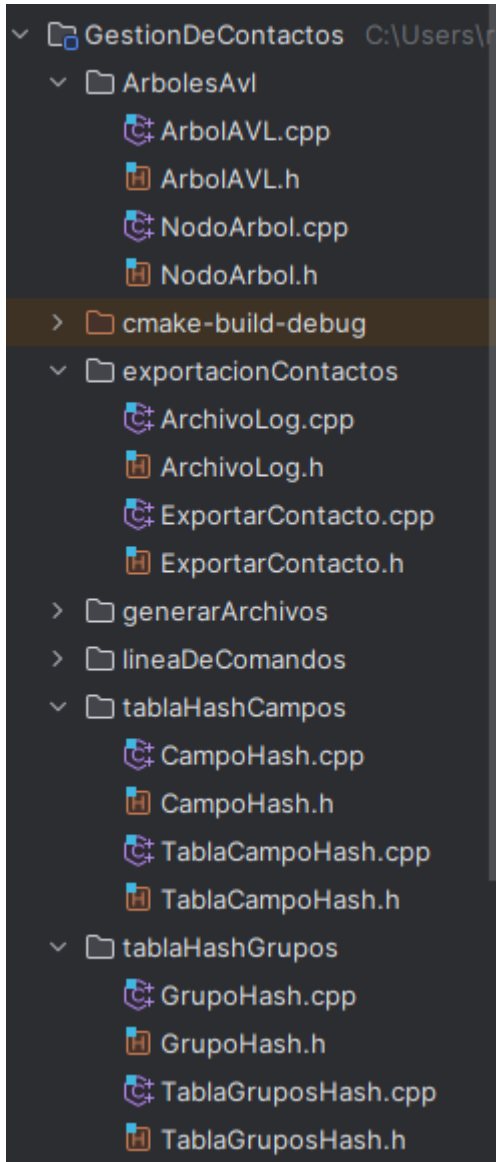 GestionDeContactos C:\Users\
ArbolesAvl
ArbolAVL.cpp
ArbolAVL.h
NodoArbol.cpp
NodoArbol.h
cmake-build-debug
exportacionContactos
ArchivoLog.cpp
ArchivoLog.h
ExportarContacto.cpp
ExportarContacto.h
generarArchivos
lineaDeComandos
tablaHashCampos
CampoHash.cpp
CampoHash.h
TablaCampoHash.cpp
TablaCampoHash.h
tablaHashGrupos
GrupoHash.cpp
GrupoHash.h
TablaGruposHash.cpp
TablaGruposHash.h